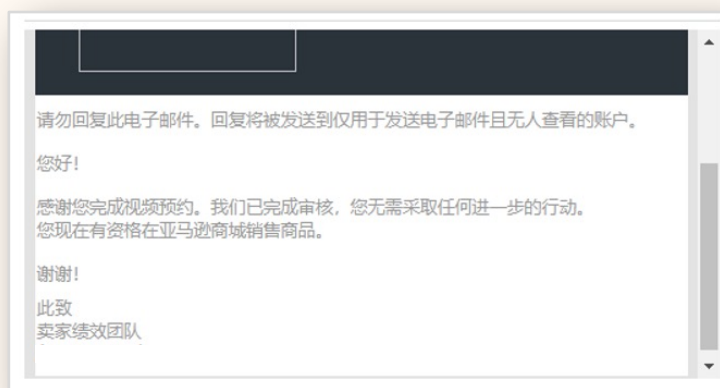 请勿回复此电子邮件。回复将被发送到仅用于发送电子邮件且无人查看的账户。
您好！
感谢您完成视频预约。我们已完成审核，您无需采取任何进一步的行动。
您现在有资格在亚马逊商城销售商品。
谢谢！
此致
卖家绩效团队